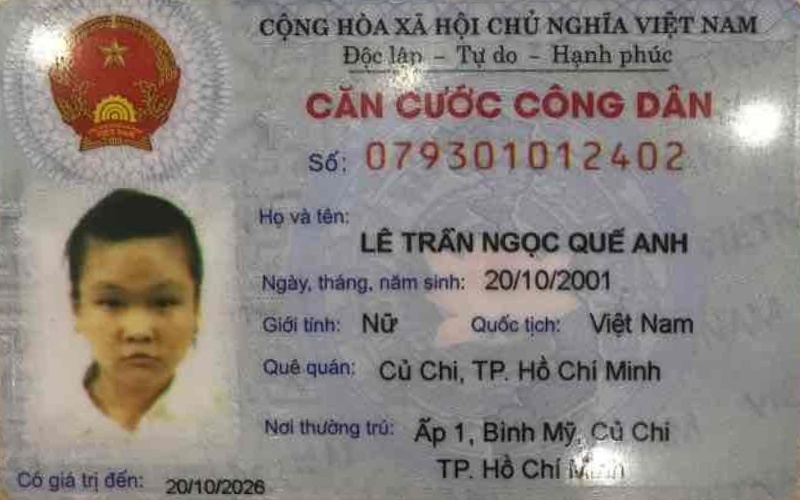 CỘNG HÒA XÃ HỘI CHỦ NGHĨA VIỆT NAM
Độc lập - Tự do - Hạnh phúc
CĂN CƯỚC CÔNG DÂN
Số: 079301012402
Họ và tên:
LÊ TRẦN NGỌC QUẾ ANH
Ngày, tháng, năm sinh: 20/10/2001
Giới tính: Nữ Quốc tịch: Việt Nam
Quê quán: Củ Chi, TP. Hồ Chí Minh
Nơi thường trú: Ấp 1, Bình Mỹ, Củ Chi
TP. Hồ Chí Minh
Có giá trị đến: 20/10/2026